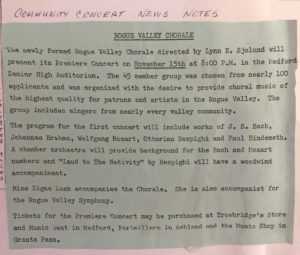 COMMUNITY CONCERT NEWS NOTES
ROGUE VALLEY CHORALE
The newly formed Rogue Valley Chorale directed by Lynn E. Sjolund will
present its Premiere Concert on November 15th at 8:00 P.M. in the Medford
Senior High Auditorium. The 45 member group was chosen from nearly 100
applicants and was organized with the desire to provide choral music of
the highest quality for patrons and artists in the Rogue Valley. The
group includes singers from nearly every valley community.
The program for the first concert will include works of J. S. Bach,
Johannes Brahms, Wolfgang Mozart, Ottorino Respighi and Paul Hindemith.
A chamber orchestra will provide background for the Bach and Mozart
numbers and "Laud to The Nativity" by Respighi will have a woodwind
accompaniment.
Miss Signe accompanies the Chorale. She is also accompanist for
the Rogue Valley Symphony.
Tickets for the Premiere Concert may be purchased at Trowbridge's Store
and Music West in Medford, in Ashland and the Music Shop in
Grants Pass.